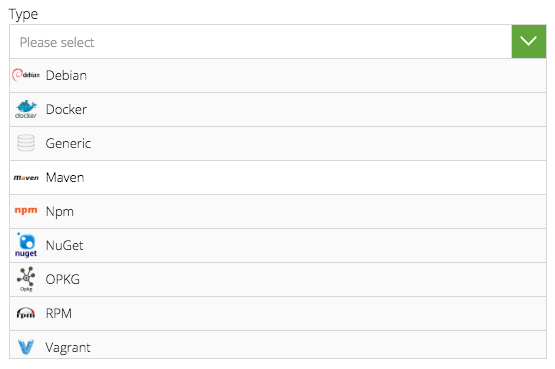 Type
Please select
debian Debian
docker Docker
Generic
maven Maven
npm Npm
nuget NuGet
Opkg OPKG
rpm RPM
Vagrant